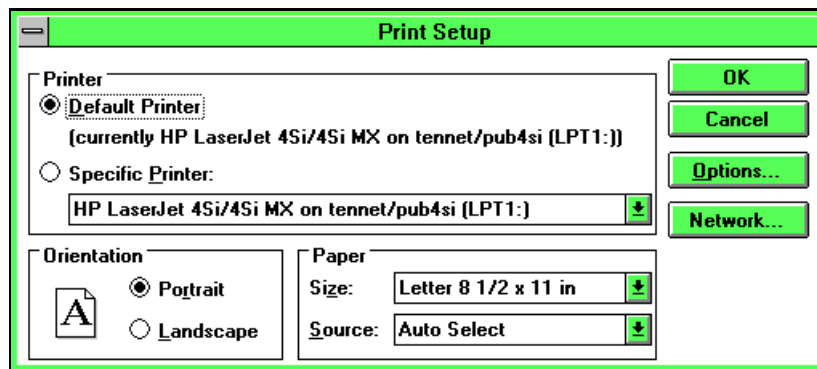 Print Setup
Printer
Default Printer
(currently HP LaserJet 4Si/4Si MX on tennet/pub4si (LPT1:))
Specific Printer:
HP LaserJet 4Si/4Si MX on tennet/pub4si (LPT1:)
OK
Cancel
Options...
Network...
Orientation
A
Portrait
Landscape
Paper
Size: Letter 8 1/2 x 11 in
Source: Auto Select